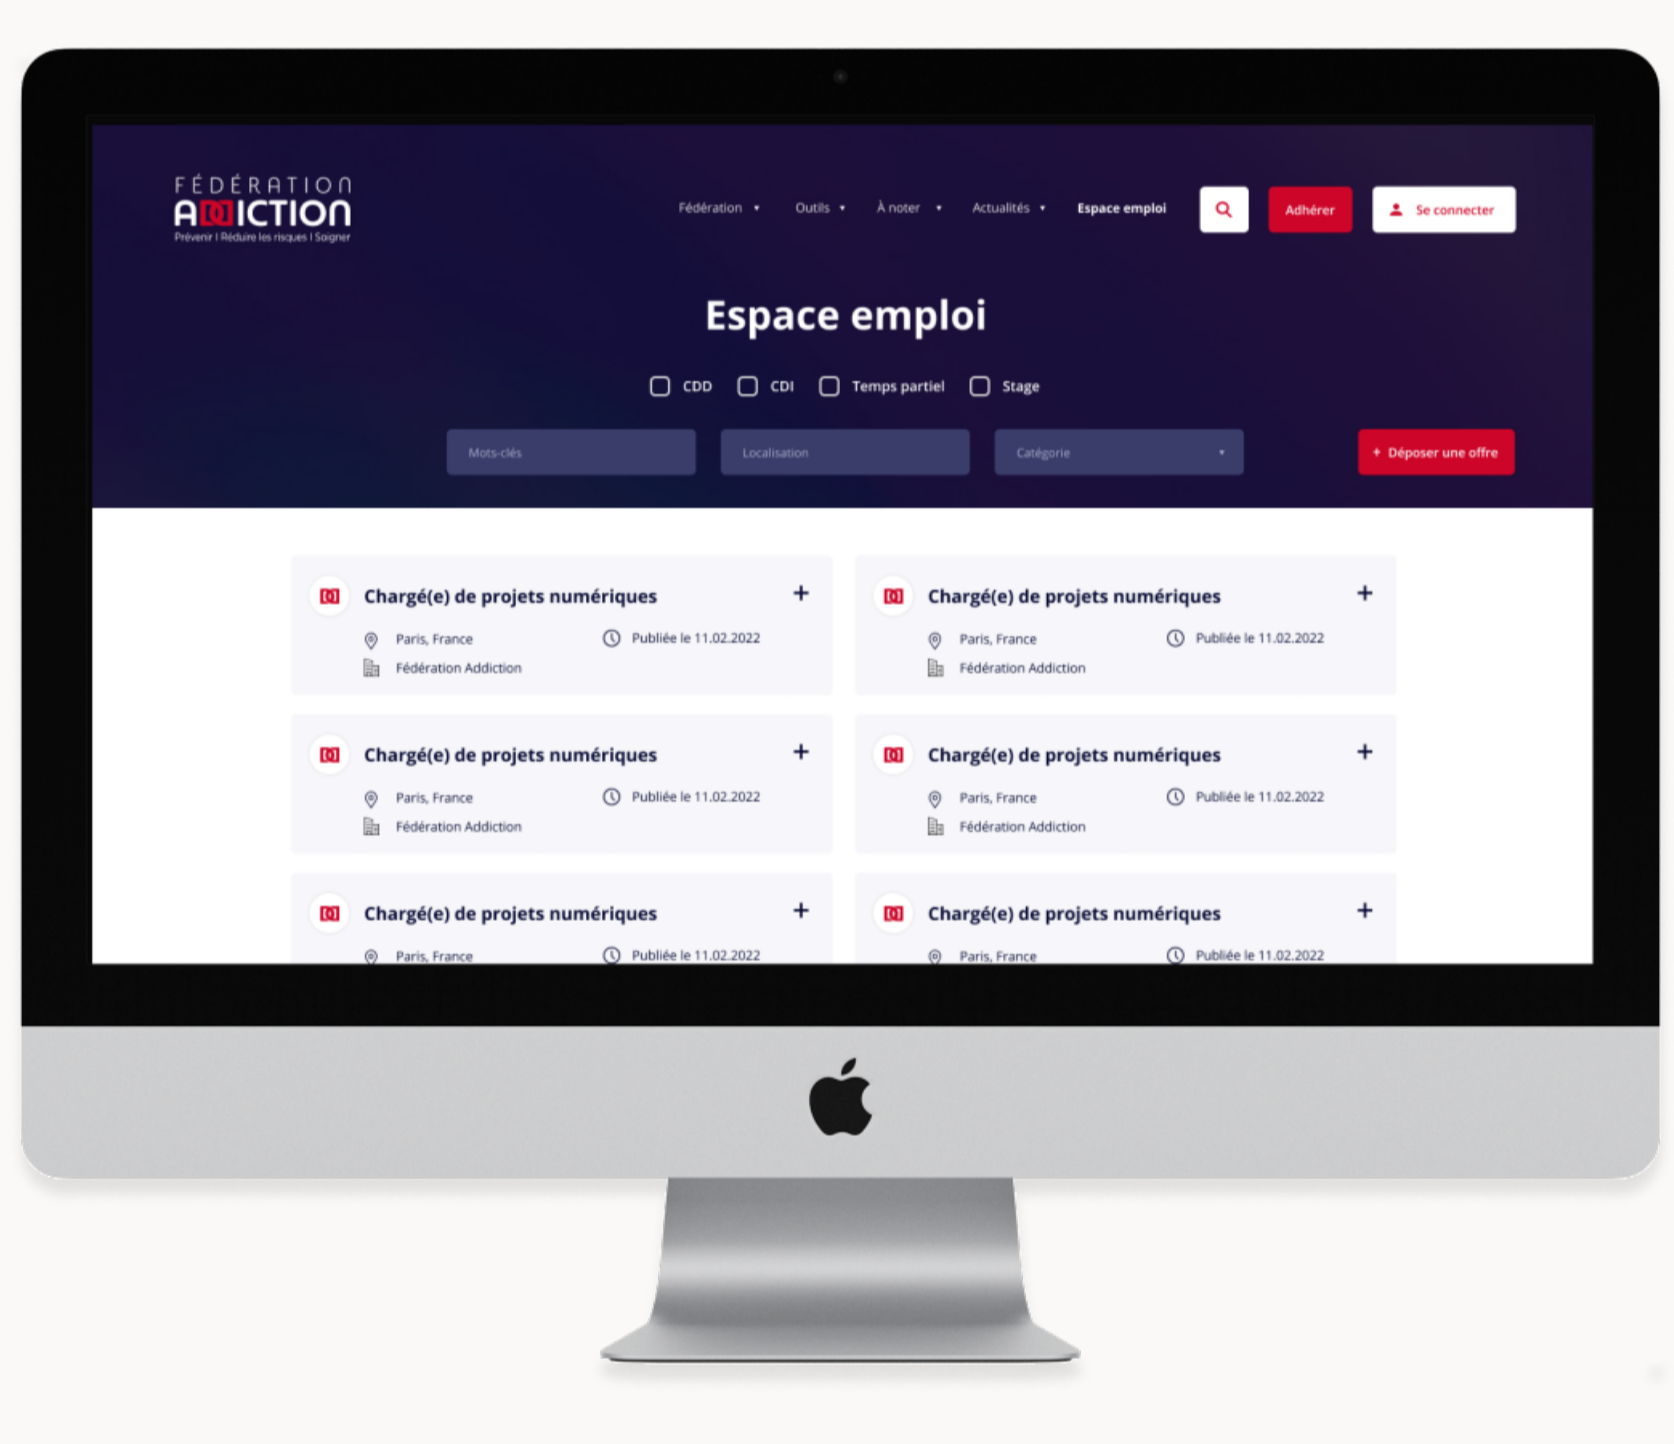 FÉDÉRATION
ADDICTION
Prévenir I Réduire les risques I Soigner
Fédération Outils À noter Actualités Espace emploi Adhérer Se connecter
Espace emploi
CDD CDI Temps partiel Stage
Mots-clés Localisation Catégorie + Déposer une offre
Chargé(e) de projets numériques +
Paris, France Publiée le 11.02.2022
Fédération Addiction
Chargé(e) de projets numériques +
Paris, France Publiée le 11.02.2022
Fédération Addiction
Chargé(e) de projets numériques +
Paris, France Publiée le 11.02.2022
Fédération Addiction
Chargé(e) de projets numériques +
Paris, France Publiée le 11.02.2022
Fédération Addiction
Chargé(e) de projets numériques +
Paris, France Publiée le 11.02.2022
Chargé(e) de projets numériques +
Paris, France Publiée le 11.02.2022